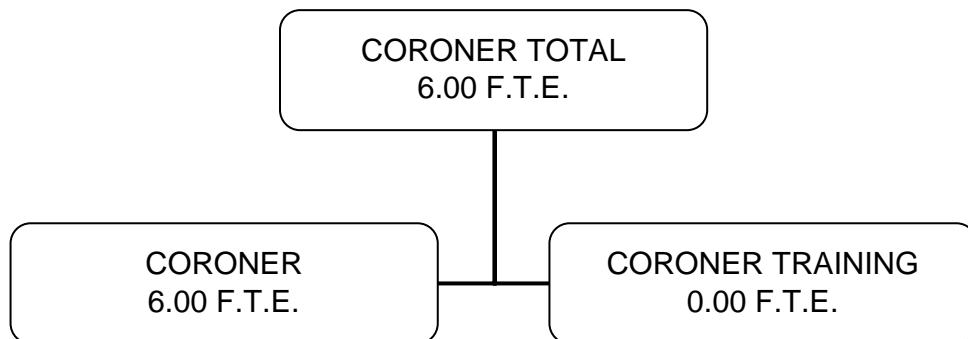 CORONER TOTAL
6.00 F.T.E.
CORONER
6.00 F.T.E.
CORONER TRAINING
0.00 F.T.E.